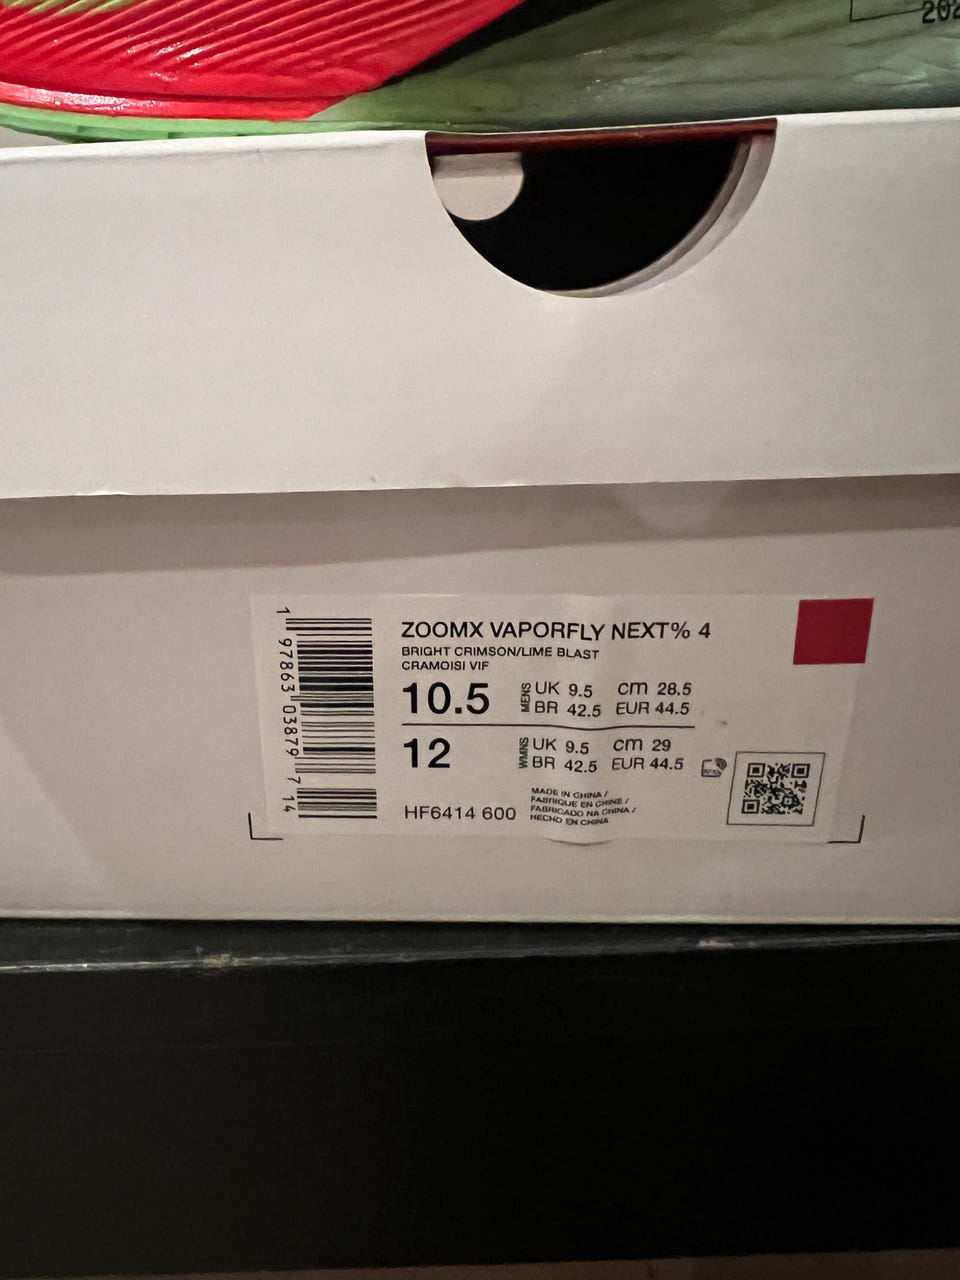 202
ZOOMX VAPORFLY NEXT% 4
BRIGHT CRIMSON/LIME BLAST
CRAMOISI VIF
10.5 MENS UK 9.5 cm 28.5
BR 42.5 EUR 44.5
12 WMNS UK 9.5 cm 29
BR 42.5 EUR 44.5
HF6414 600
MADE IN CHINA /
FABRIQUE EN CHINE /
FABRICADO NA CHINA /
HECHO EN CHINA
1 97863 03879 7 14